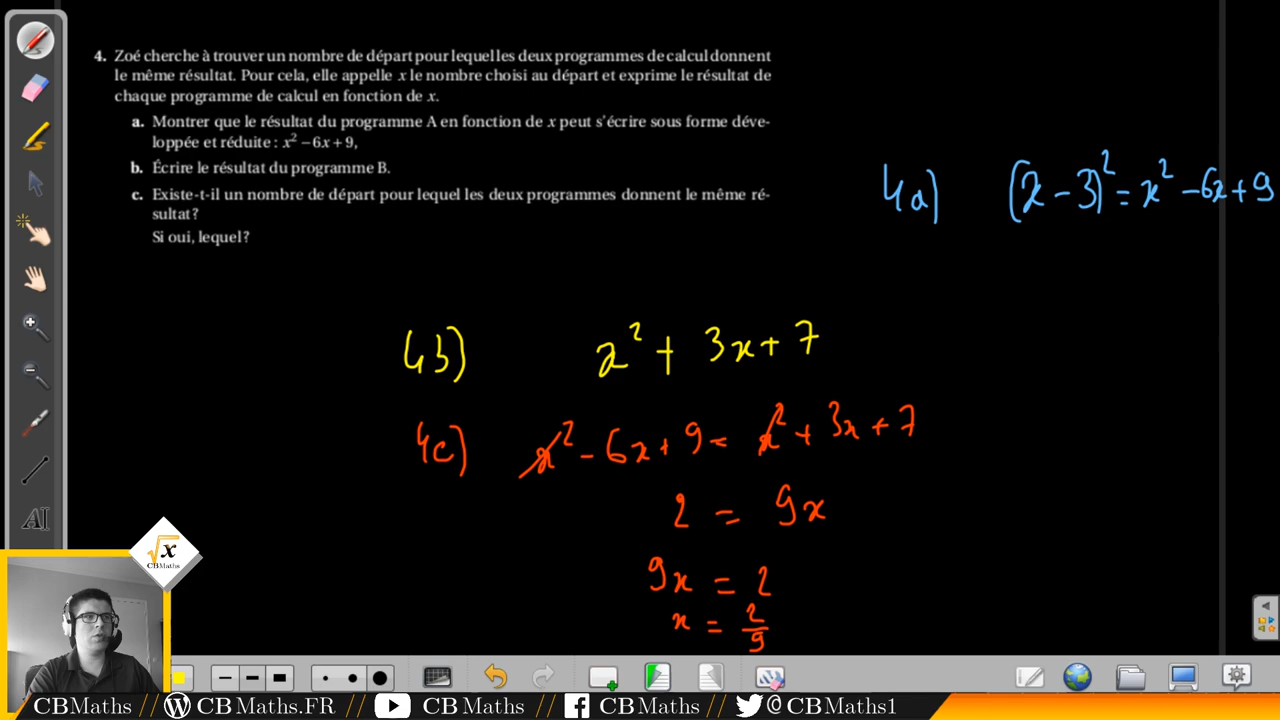 4. Zoé cherche à trouver un nombre de départ pour lequel les deux programmes de calcul donnent
le même résultat. Pour cela, elle appelle x le nombre choisi au départ et exprime le résultat de
chaque programme de calcul en fonction de x.
a. Montrer que le résultat du programme A en fonction de x peut s'écrire sous forme déve-
loppée et réduite : x² − 6x + 9,
b. Écrire le résultat du programme B.
c. Existe-t-il un nombre de départ pour lequel les deux programmes donnent le même ré-
sultat ?
Si oui, lequel ?
4a) (x − 3)² = x² − 6x + 9
4b) x² + 3x + 7
4c) x² − 6x + 9 = x² + 3x + 7
2 = 9x
9x = 2
x = 2/9
AI
√x
CBMaths
CBMaths / CBMaths.FR / CBMaths / CBMaths / @CBMaths1